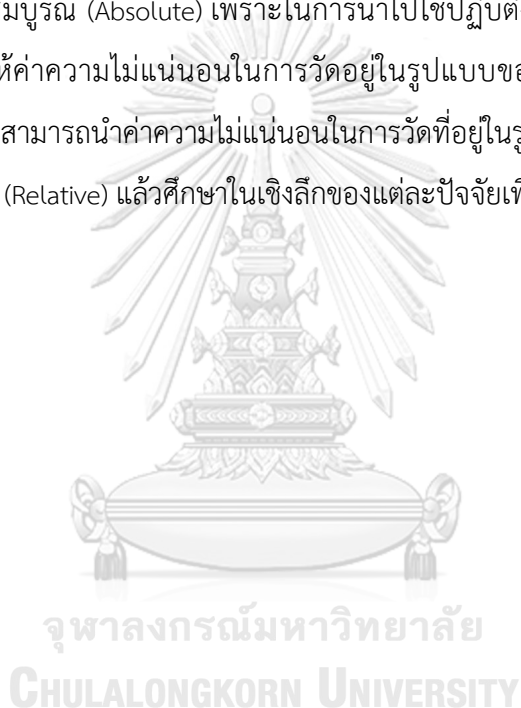 มบูรณ์ (Absolute) เพราะในการนำไปใช้ปฏิบัต
ห้ค่าความไม่แน่นอนในการวัดอยู่ในรูปแบบขอ
สามารถนำค่าความไม่แน่นอนในการวัดที่อยู่ในรู
(Relative) แล้วศึกษาในเชิงลึกของแต่ละปัจจัยเพื
จุฬาลงกรณ์มหาวิทยาลัย
CHULALONGKORN UNIVERSITY